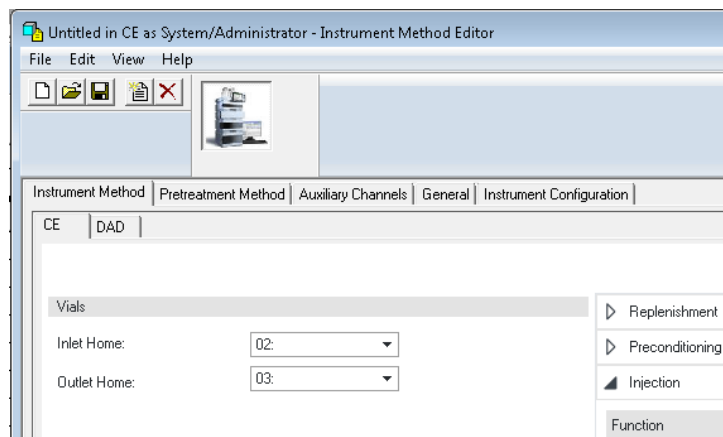 Untitled in CE as System/Administrator - Instrument Method Editor
File Edit View Help
Instrument Method Pretreatment Method Auxiliary Channels General Instrument Configuration
CE DAD
Vials
Inlet Home: 02:
Outlet Home: 03:
Replenishment
Preconditioning
Injection
Function